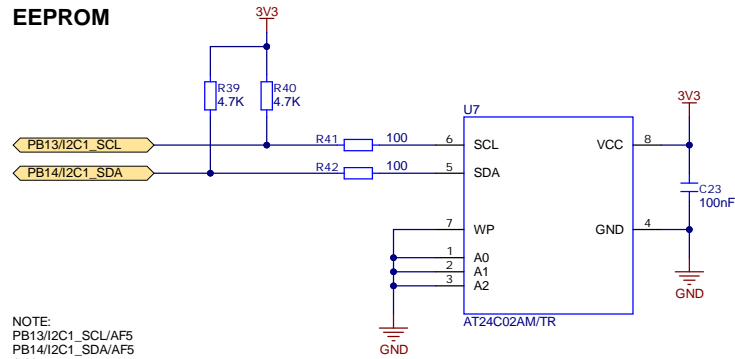 EEPROM
3V3
R39
4.7K
R40
4.7K
U7
3V3
PB13/I2C1_SCL
R41
100
6
SCL
VCC
8
PB14/I2C1_SDA
R42
100
5
SDA
C23
100nF
7
WP
GND
4
1
A0
2
A1
3
A2
GND
AT24C02AM/TR
GND
NOTE:
PB13/I2C1_SCL/AF5
PB14/I2C1_SDA/AF5